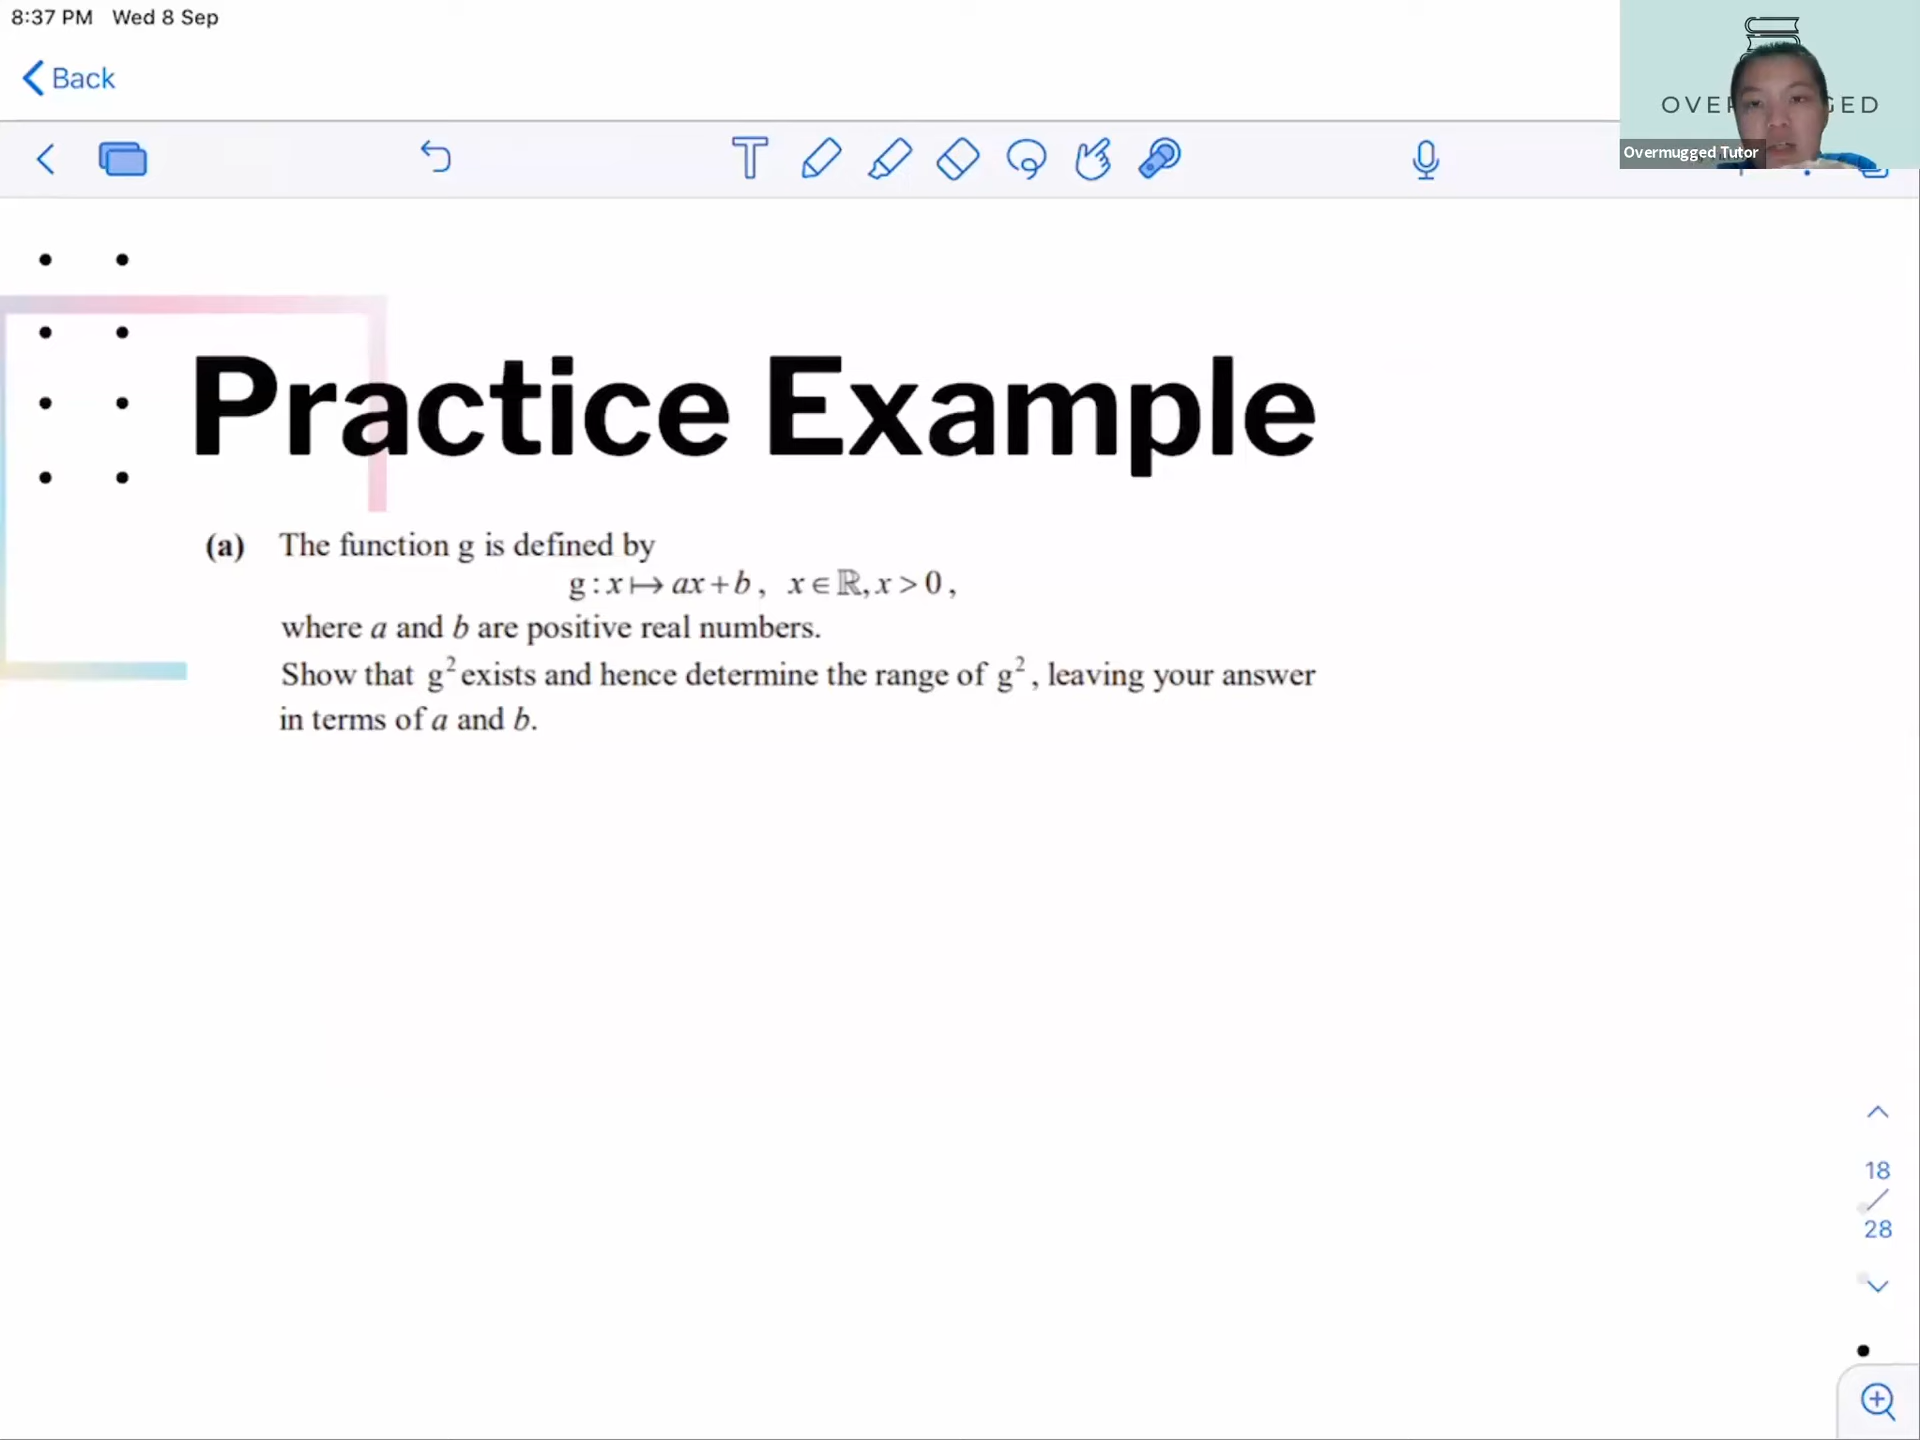 8:37 PM Wed 8 Sep
Back
OVE GED
Overmugged Tutor
Practice Example
(a) The function g is defined by
g : x ↦ ax + b , x ∈ ℝ, x > 0 ,
where a and b are positive real numbers.
Show that g² exists and hence determine the range of g² , leaving your answer
in terms of a and b.
18
28